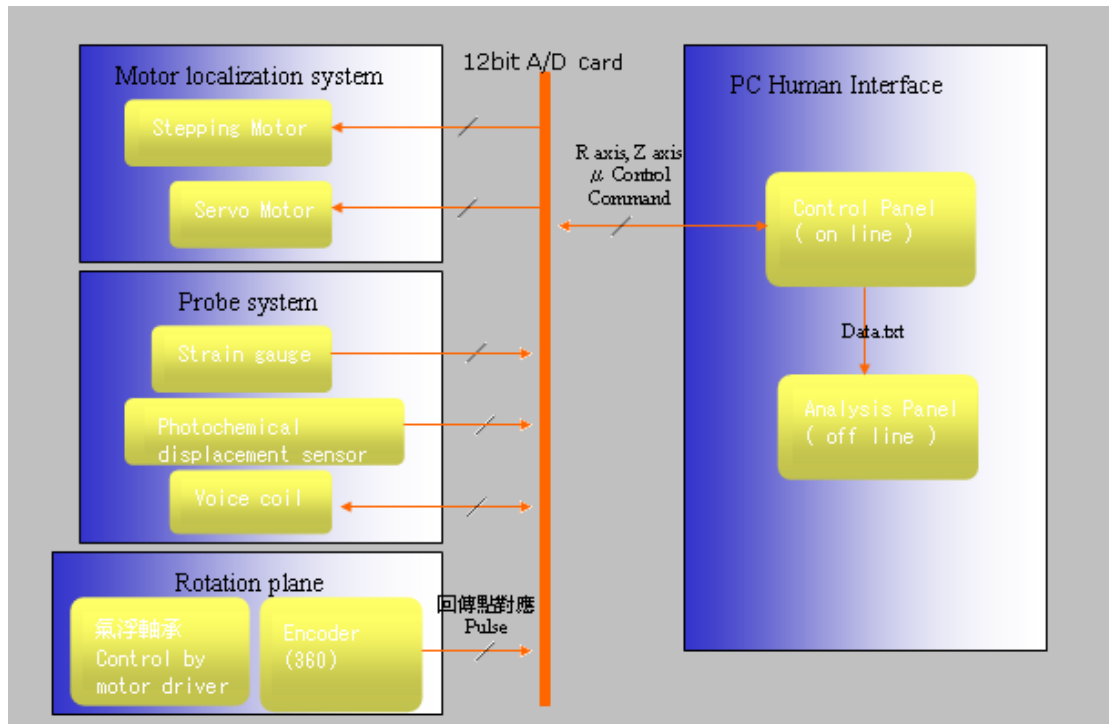 Motor localization system
Stepping Motor
Servo Motor
Probe system
Strain gauge
Photochemical
displacement sensor
Voice coil
Rotation plane
氣浮軸承
Control by
motor driver
Encoder
(360)
12bit A/D card
R axis, Z axis
μ Control
Command
回傳點對應
Pulse
PC Human Interface
Control Panel
( on line )
Data.txt
Analysis Panel
( off line )